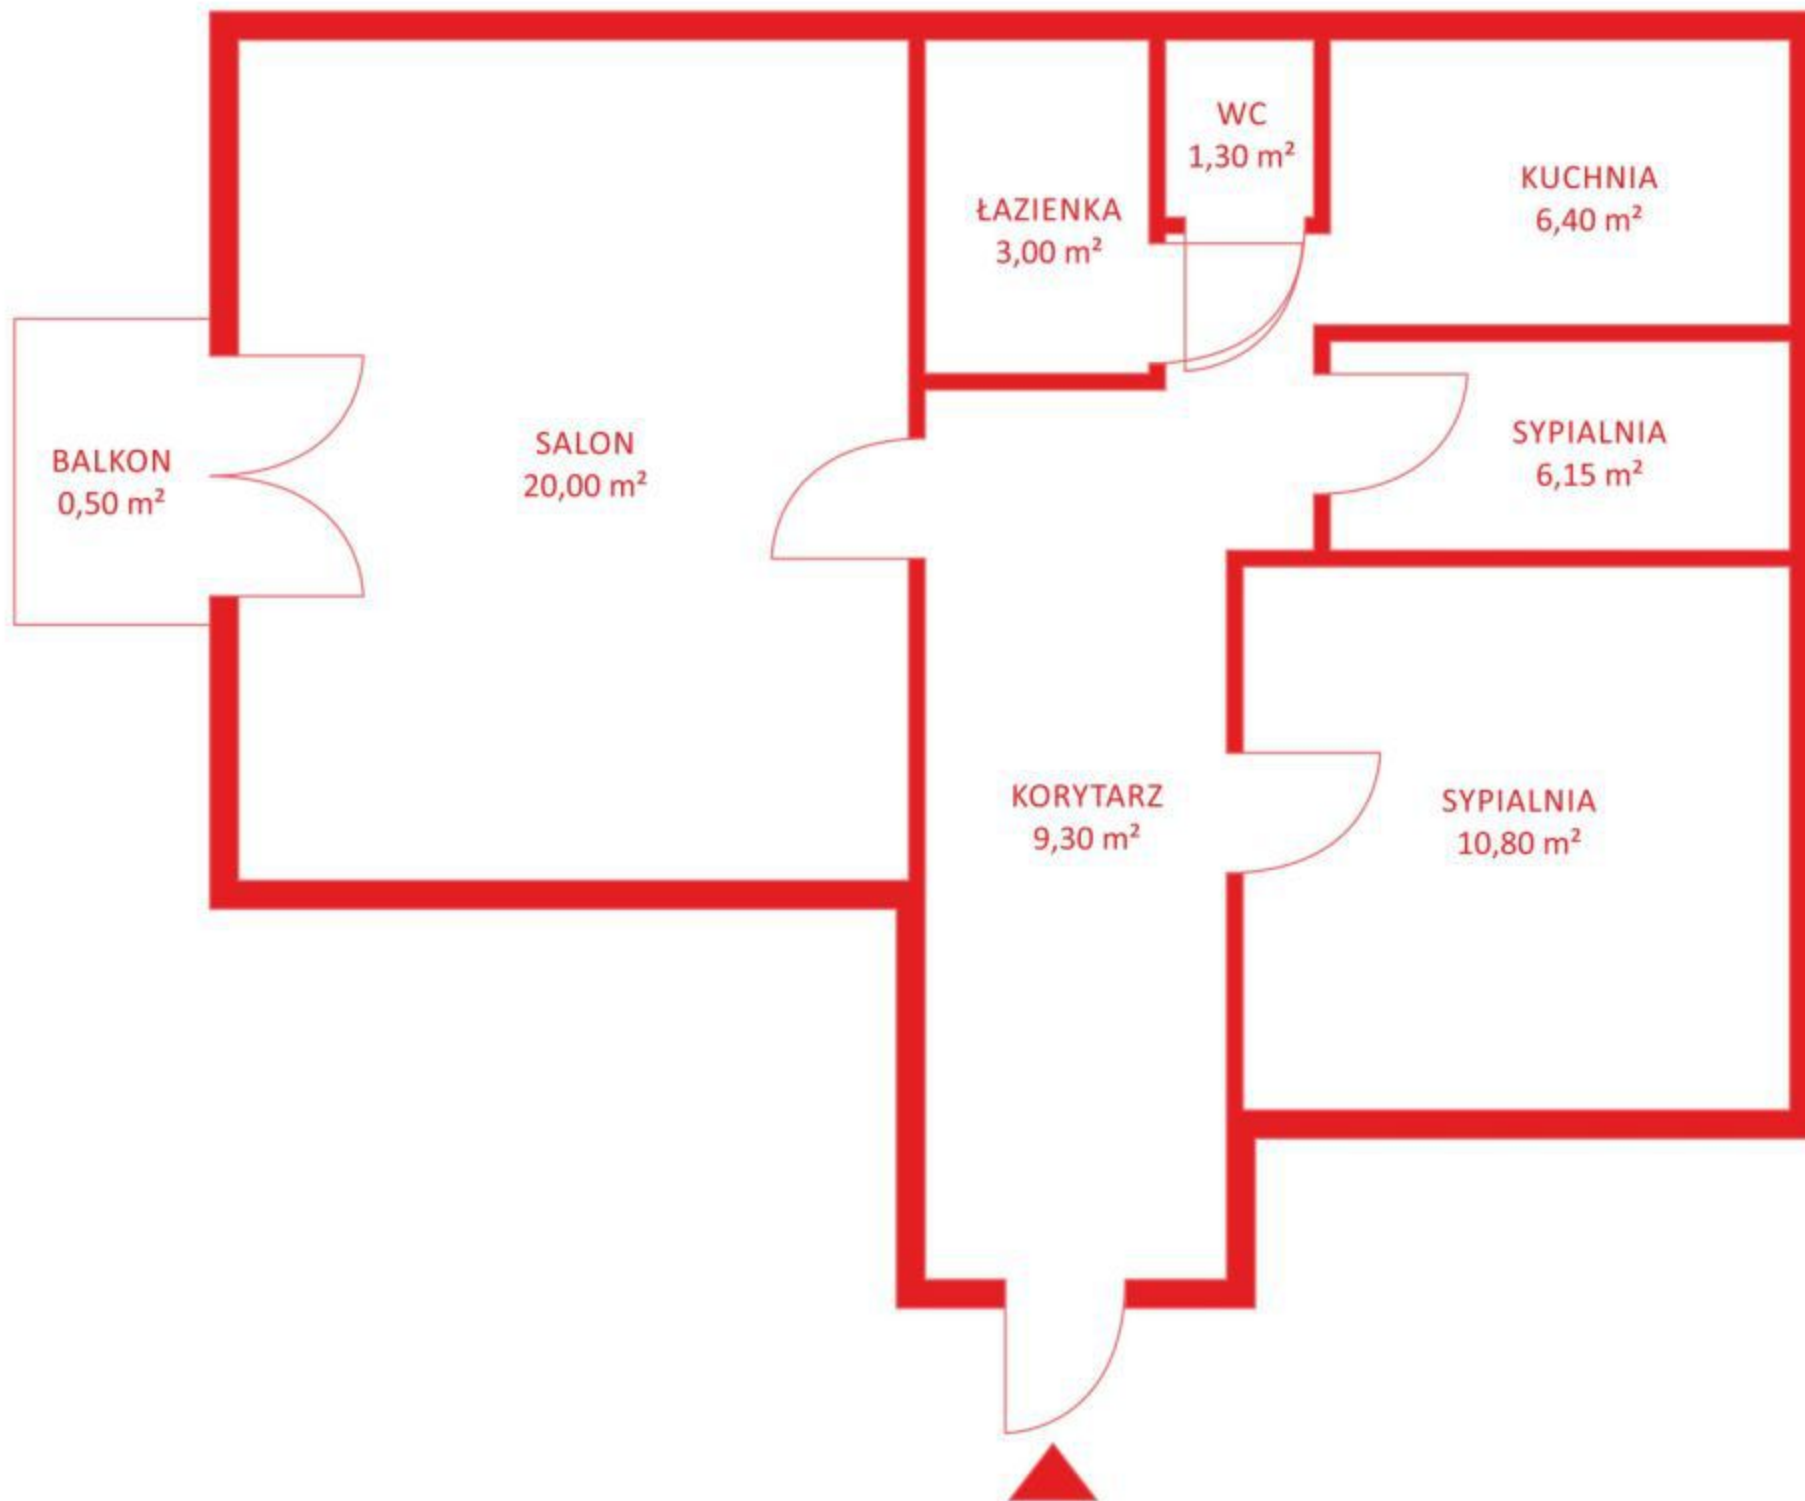 WC
1,30 m²
KUCHNIA
6,40 m²
ŁAZIENKA
3,00 m²
BALKON
0,50 m²
SALON
20,00 m²
SYPIALNIA
6,15 m²
KORYTARZ
9,30 m²
SYPIALNIA
10,80 m²